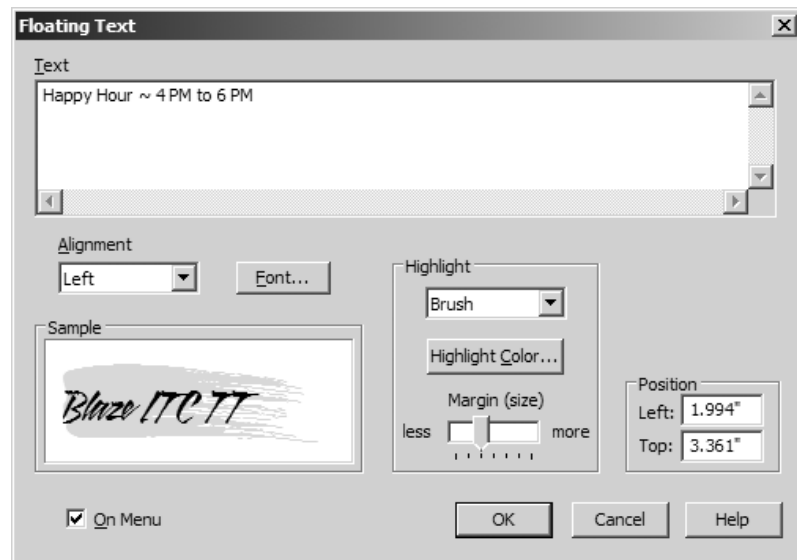 Floating Text
Text
Happy Hour ~ 4 PM to 6 PM
Alignment
Left
Font...
Highlight
Brush
Highlight Color...
Margin (size)
less
more
Sample
Blaze ITC TT
Position
Left: 1.994"
Top: 3.361"
On Menu
OK
Cancel
Help